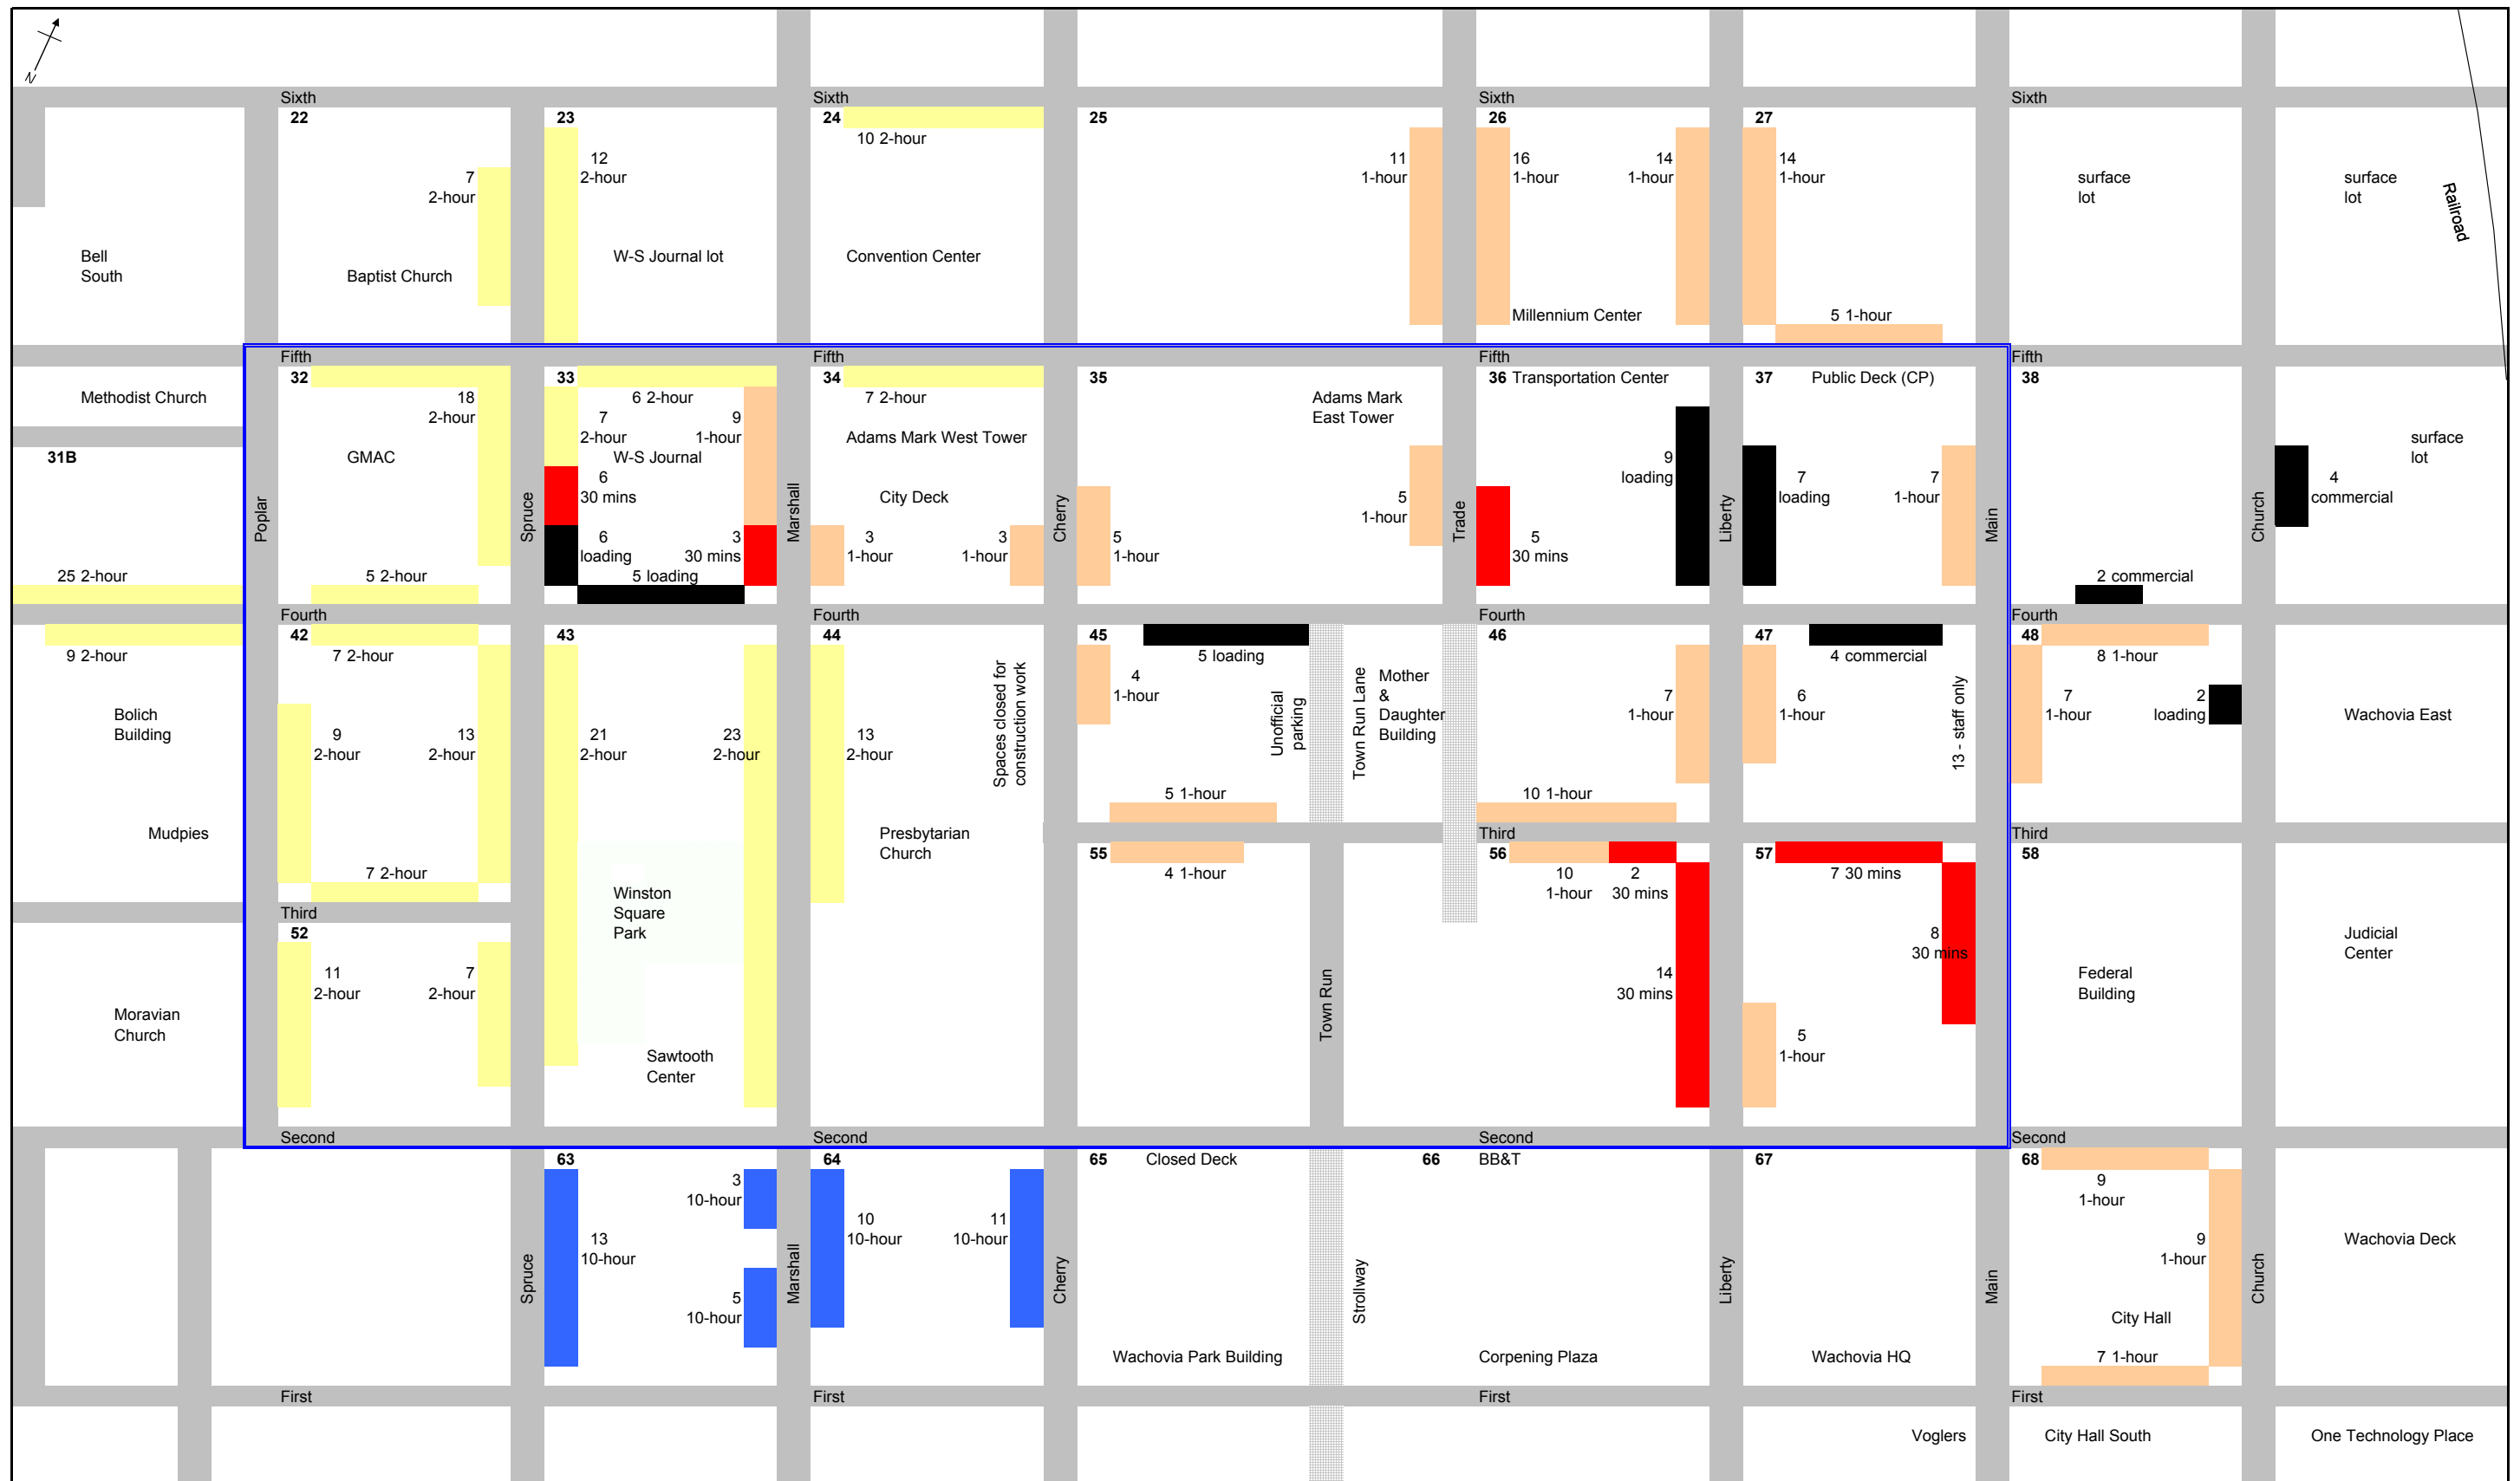 N
Sixth
Sixth
Sixth
Sixth
22
23
24
25
26
27
10 2-hour
7
2-hour
12
2-hour
11
1-hour
16
1-hour
14
1-hour
14
1-hour
surface
lot
surface
lot
Railroad
Bell
South
Baptist Church
W-S Journal lot
Convention Center
Millennium Center
5 1-hour
Fifth
Fifth
Fifth
Fifth
Methodist Church
32
33
34
35
36 Transportation Center
37
Public Deck (CP)
38
18
2-hour
6 2-hour
7
2-hour
9
1-hour
7 2-hour
Adams Mark
East Tower
Adams Mark West Tower
31B
GMAC
W-S Journal
surface
lot
6
30 mins
City Deck
5
1-hour
9
loading
7
loading
7
1-hour
4
commercial
Poplar
Spruce
Marshall
Cherry
Trade
Liberty
Main
Church
6
loading
3
30 mins
3
1-hour
3
1-hour
5
1-hour
5
30 mins
25 2-hour
5 2-hour
5 loading
2 commercial
Fourth
Fourth
Fourth
Fourth
42
43
44
45
46
47
48
9 2-hour
7 2-hour
5 loading
4 commercial
8 1-hour
Spaces closed for
construction work
4
1-hour
Unofficial
parking
Town Run Lane
Mother
&
Daughter
Building
7
1-hour
6
1-hour
13 - staff only
7
1-hour
2
loading
Bolich
Building
Wachovia East
9
2-hour
13
2-hour
21
2-hour
23
2-hour
13
2-hour
5 1-hour
10 1-hour
Mudpies
Presbytarian
Church
Third
Third
55
56
57
58
7 2-hour
4 1-hour
10
1-hour
2
30 mins
7 30 mins
Winston
Square
Park
Third
52
8
30 mins
Judicial
Center
11
2-hour
7
2-hour
14
30 mins
Federal
Building
Moravian
Church
Town Run
5
1-hour
Sawtooth
Center
Second
Second
Second
Second
63
64
65
Closed Deck
66
BB&T
67
68
3
10-hour
9
1-hour
13
10-hour
10
10-hour
11
10-hour
9
1-hour
Wachovia Deck
Spruce
Marshall
Cherry
Strollway
Liberty
Main
Church
5
10-hour
City Hall
Wachovia Park Building
Corpening Plaza
Wachovia HQ
7 1-hour
First
First
First
First
Voglers
City Hall South
One Technology Place